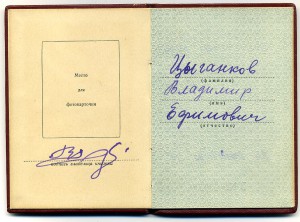 Место
для
фотокарточки
Цыганков
(фамилия)
Владимир
(имя)
Ефимович
(отчество)